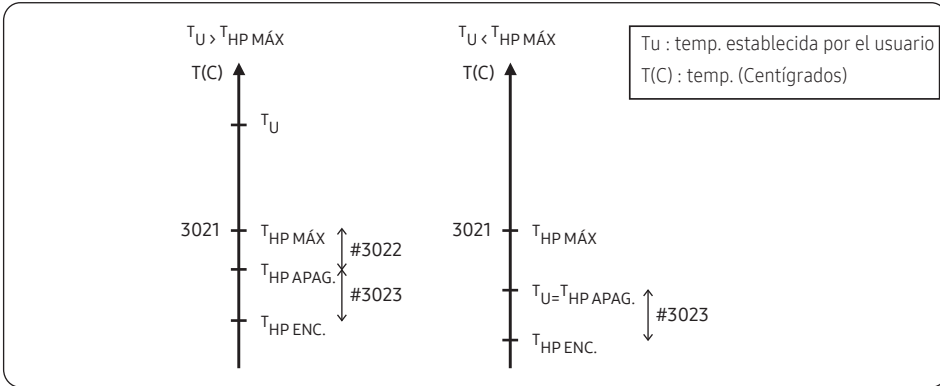 TU > THP MÁX
T(C)
TU
3021
THP MÁX
#3022
THP APAG.
#3023
THP ENC.
TU < THP MÁX
T(C)
3021
THP MÁX
TU=THP APAG.
#3023
THP ENC.
Tu : temp. establecida por el usuario
T(C) : temp. (Centígrados)